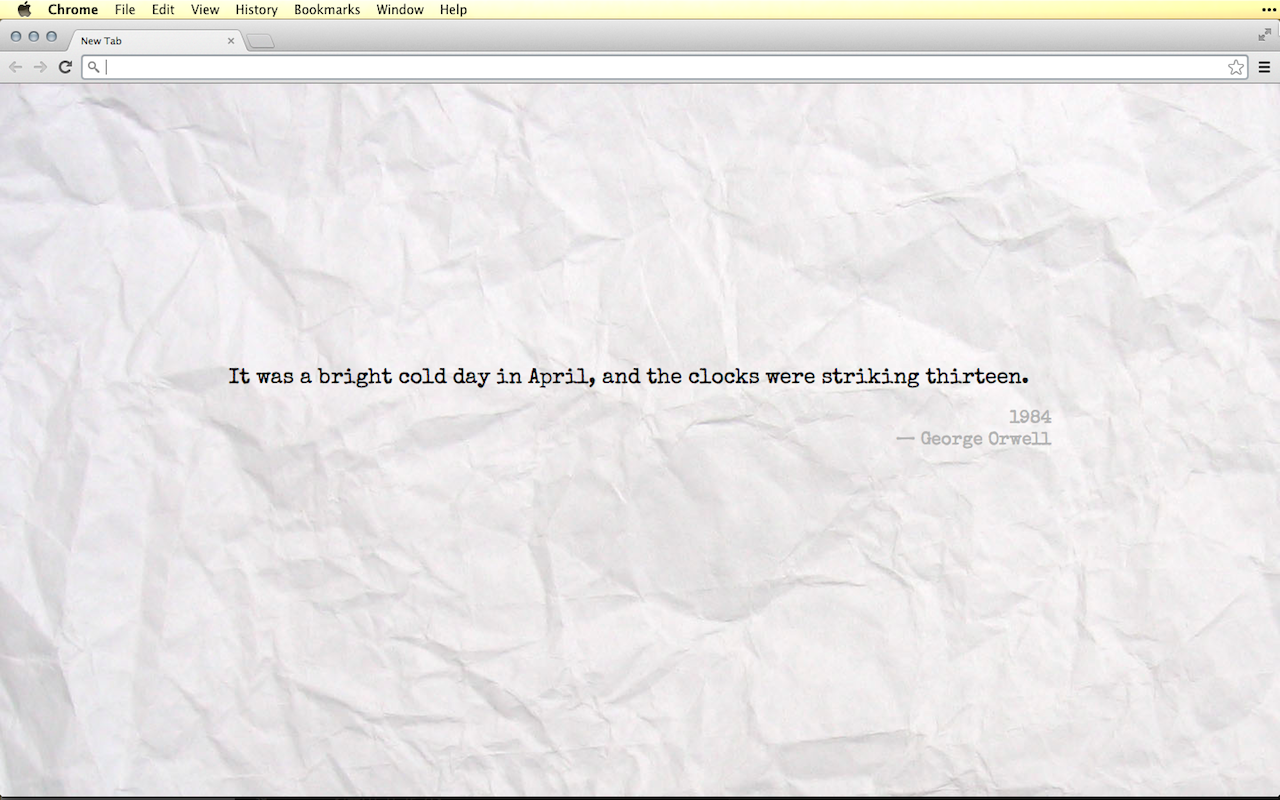 Chrome File Edit View History Bookmarks Window Help
New Tab
It was a bright cold day in April, and the clocks were striking thirteen.
1984
— George Orwell